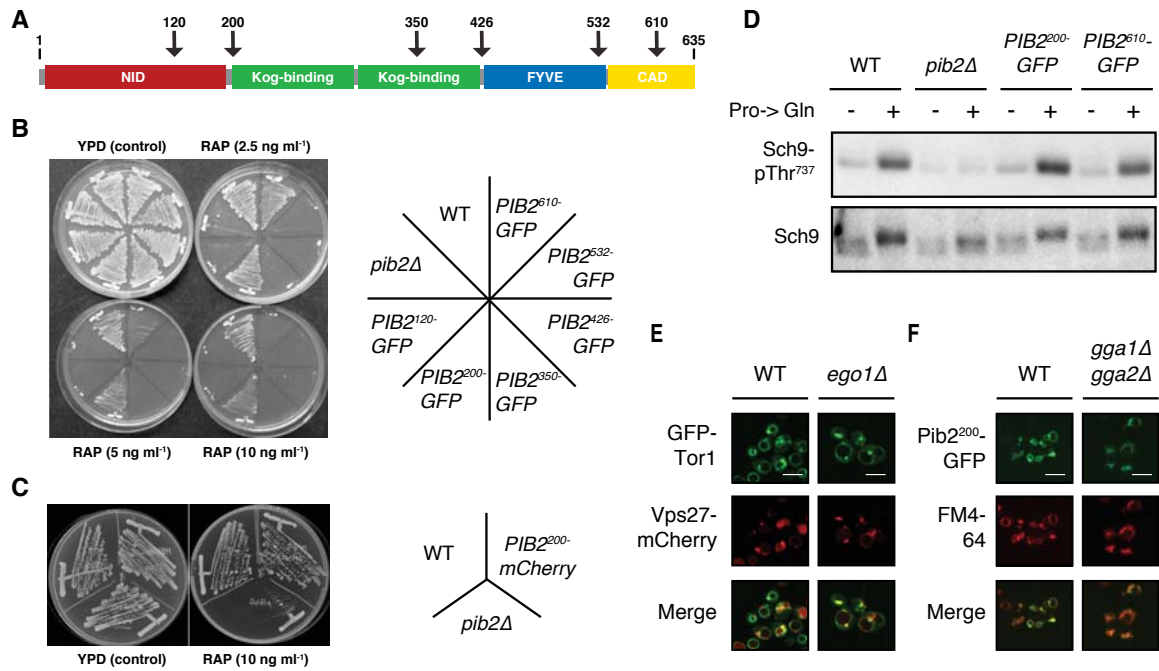 A
1 120 200 350 426 532 610 635
NID Kog-binding Kog-binding FYVE CAD
B
YPD (control) RAP (2.5 ng ml⁻¹)
RAP (5 ng ml⁻¹) RAP (10 ng ml⁻¹)
WT
PIB2⁶¹⁰-
GFP
PIB2⁵³²-
GFP
PIB2⁴²⁶-
GFP
PIB2³⁵⁰-
GFP
PIB2²⁰⁰-
GFP
PIB2¹²⁰-
GFP
pib2Δ
C
YPD (control) RAP (10 ng ml⁻¹)
WT
PIB2²⁰⁰-
mCherry
pib2Δ
D
WT pib2Δ PIB2²⁰⁰-
GFP
PIB2⁶¹⁰-
GFP
Pro-> Gln - + - + - + - +
Sch9-
pThr⁷³⁷
Sch9
E
WT ego1Δ
GFP-
Tor1
Vps27-
mCherry
Merge
F
WT gga1Δ
gga2Δ
Pib2²⁰⁰-
GFP
FM4-
64
Merge